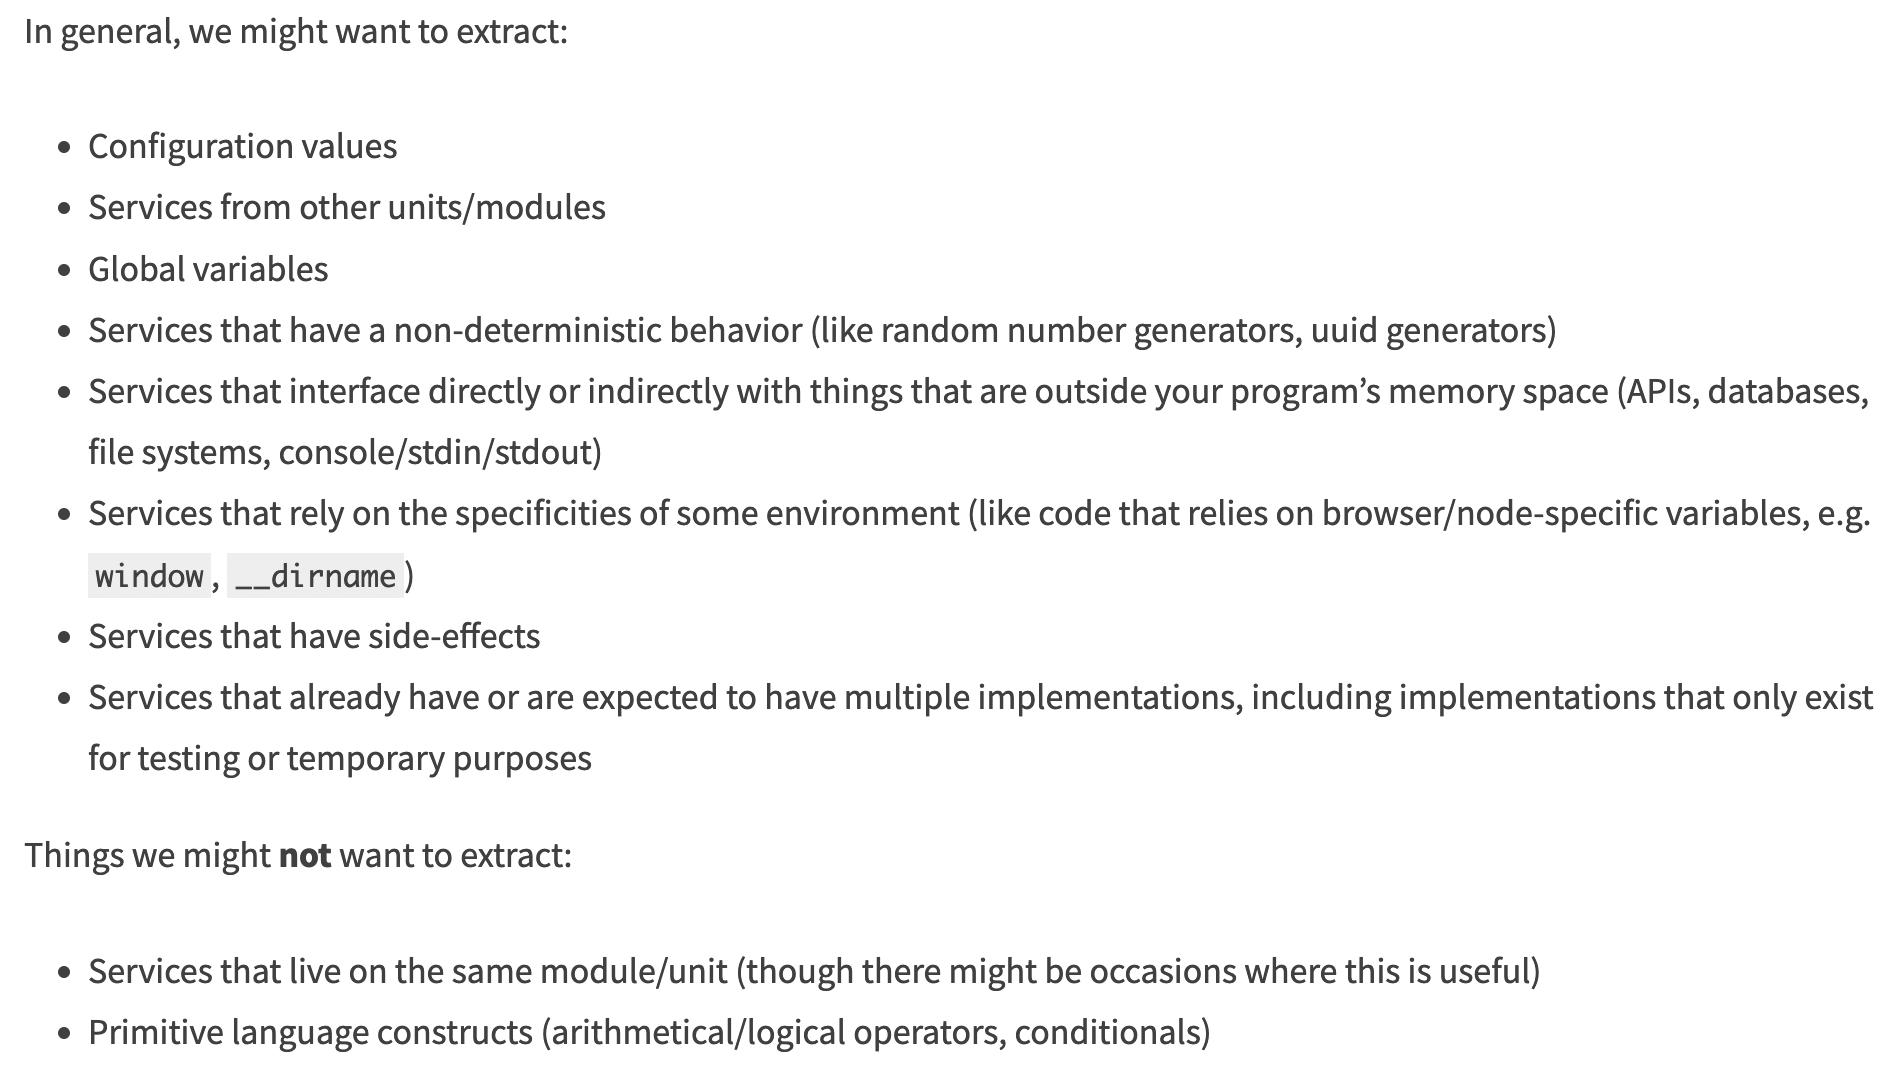 In general, we might want to extract:
• Configuration values
• Services from other units/modules
• Global variables
• Services that have a non-deterministic behavior (like random number generators, uuid generators)
• Services that interface directly or indirectly with things that are outside your program’s memory space (APIs, databases,
file systems, console/stdin/stdout)
• Services that rely on the specificities of some environment (like code that relies on browser/node-specific variables, e.g.
window, __dirname)
• Services that have side-effects
• Services that already have or are expected to have multiple implementations, including implementations that only exist
for testing or temporary purposes
Things we might not want to extract:
• Services that live on the same module/unit (though there might be occasions where this is useful)
• Primitive language constructs (arithmetical/logical operators, conditionals)